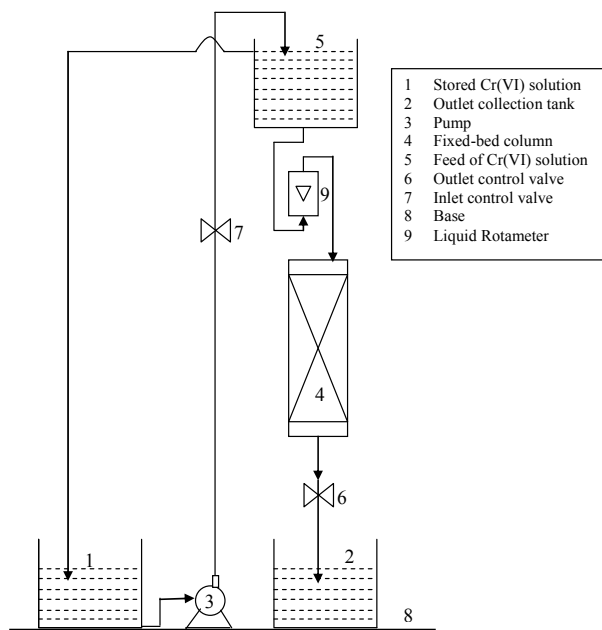 5
1 Stored Cr(VI) solution
2 Outlet collection tank
3 Pump
4 Fixed-bed column
5 Feed of Cr(VI) solution
6 Outlet control valve
7 Inlet control valve
8 Base
9 Liquid Rotameter
9
7
4
6
1
2
3
8